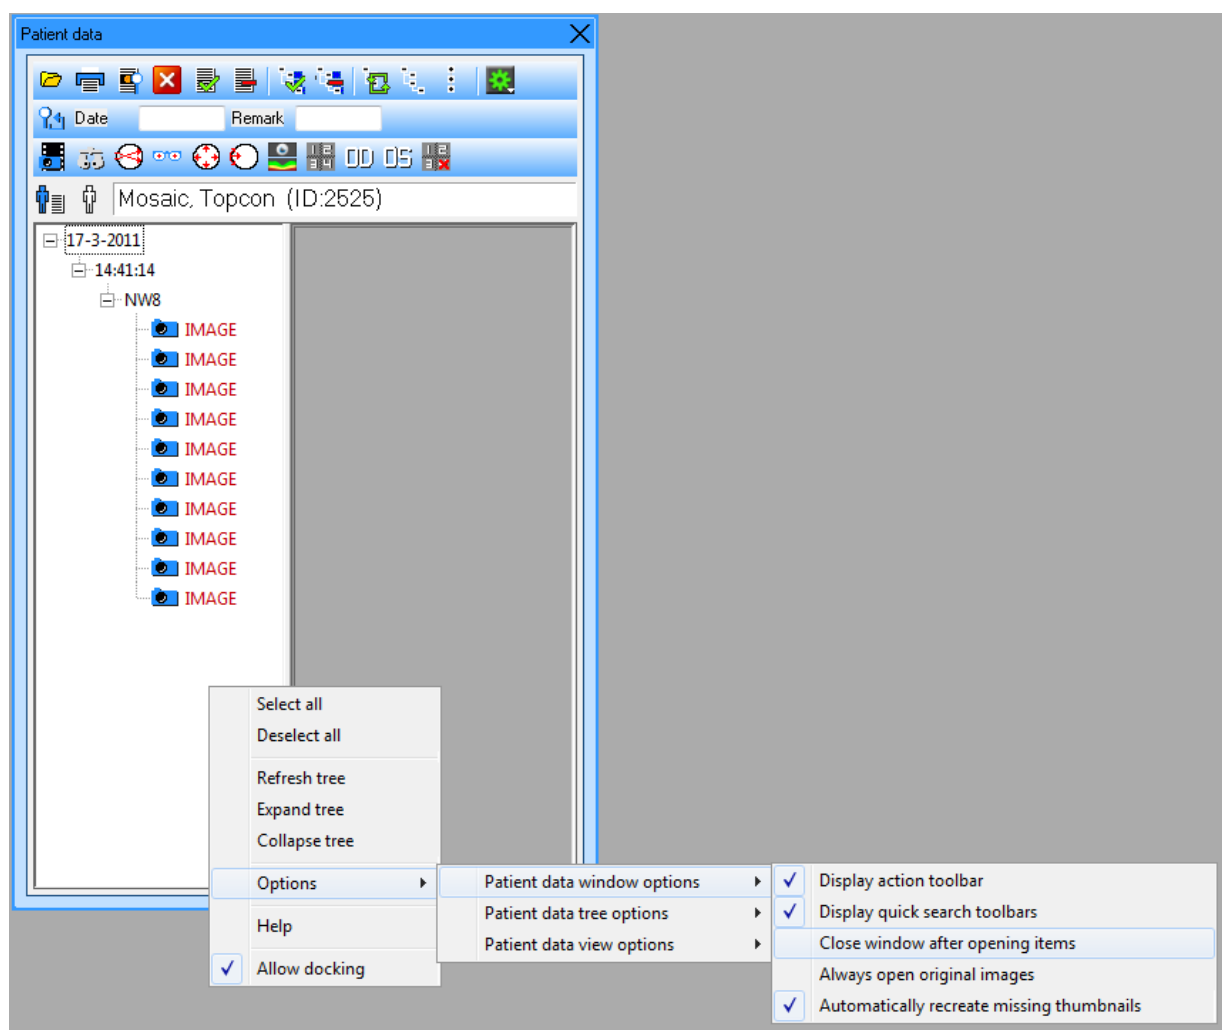 Patient data
Date Remark
OD OS
Mosaic, Topcon (ID:2525)
17-3-2011
14:41:14
NW8
IMAGE
IMAGE
IMAGE
IMAGE
IMAGE
IMAGE
IMAGE
IMAGE
IMAGE
IMAGE
Select all
Deselect all
Refresh tree
Expand tree
Collapse tree
Options
Help
Allow docking
Patient data window options
Patient data tree options
Patient data view options
Display action toolbar
Display quick search toolbars
Close window after opening items
Always open original images
Automatically recreate missing thumbnails